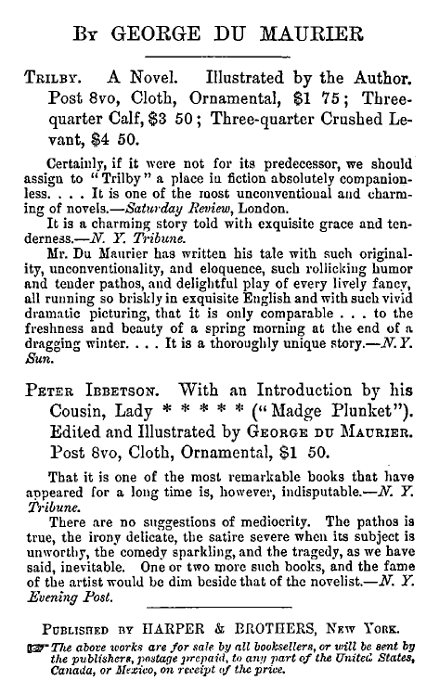 By GEORGE DU MAURIER
Trilby. A Novel. Illustrated by the Author.
Post 8vo, Cloth, Ornamental, $1 75; Three-
quarter Calf, $3 50; Three-quarter Crushed Le-
vant, $4 50.
Certainly, if it were not for its predecessor, we should
assign to “Trilby” a place in fiction absolutely companion-
less. . . . It is one of the most unconventional and charm-
ing of novels.—Saturday Review, London.
It is a charming story told with exquisite grace and ten-
derness.—N. Y. Tribune.
Mr. Du Maurier has written his tale with such original-
ity, unconventionality, and eloquence, such rollicking humor
and tender pathos, and delightful play of every lively fancy,
all running so briskly in exquisite English and with such vivid
dramatic picturing, that it is only comparable . . . to the
freshness and beauty of a spring morning at the end of a
dragging winter. . . . It is a thoroughly unique story.—N. Y.
Sun.
Peter Ibbetson. With an Introduction by his
Cousin, Lady * * * * * (“Madge Plunket”).
Edited and Illustrated by George du Maurier.
Post 8vo, Cloth, Ornamental, $1 50.
That it is one of the most remarkable books that have
appeared for a long time is, however, indisputable.—N. Y.
Tribune.
There are no suggestions of mediocrity. The pathos is
true, the irony delicate, the satire severe when its subject is
unworthy, the comedy sparkling, and the tragedy, as we have
said, inevitable. One or two more such books, and the fame
of the artist would be dim beside that of the novelist.—N. Y.
Evening Post.
Published by HARPER & BROTHERS, New York.
☞ The above works are for sale by all booksellers, or will be sent by
the publishers, postage prepaid, to any part of the United States,
Canada, or Mexico, on receipt of the price.